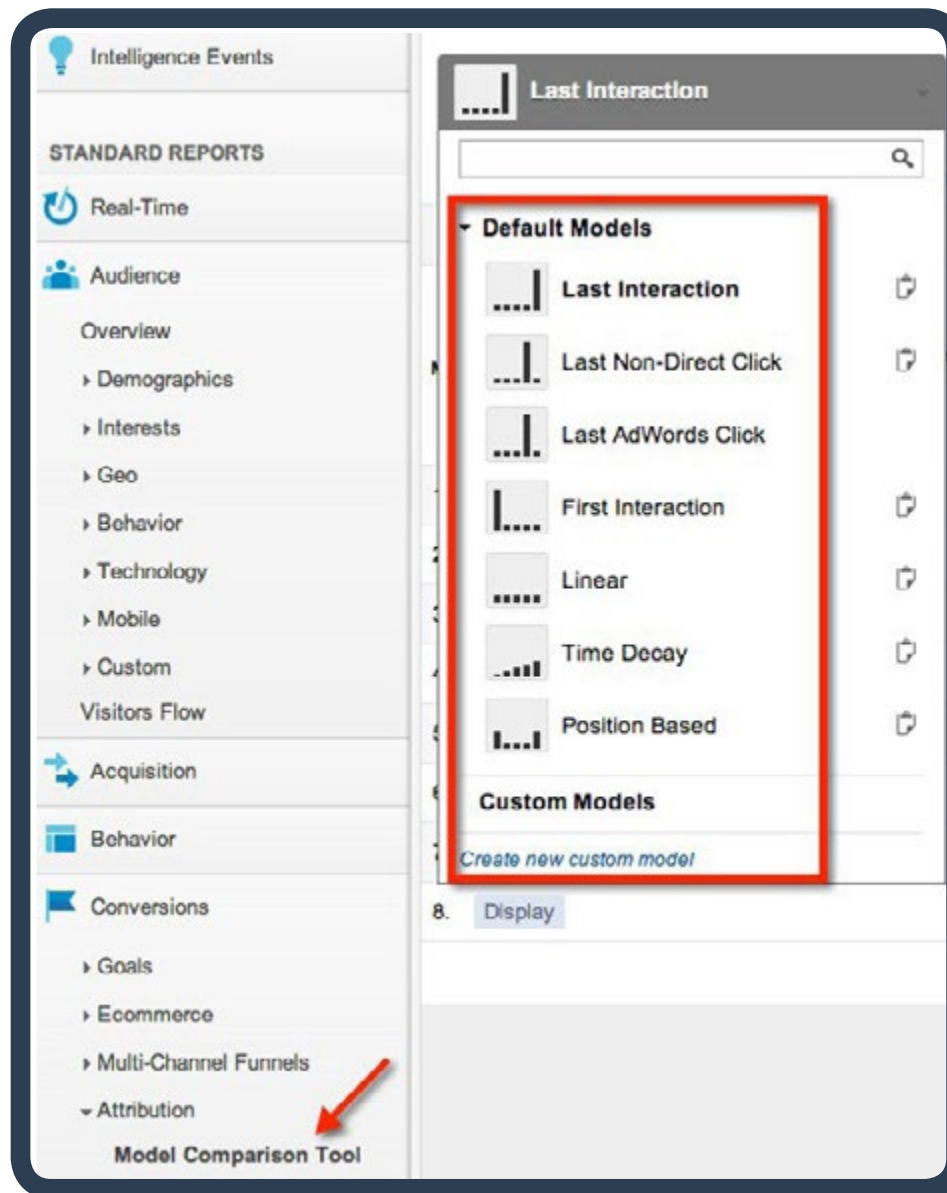 Intelligence Events
STANDARD REPORTS
Real-Time
Audience
Overview
Demographics
Interests
Geo
Behavior
Technology
Mobile
Custom
Visitors Flow
Acquisition
Behavior
Conversions
Goals
Ecommerce
Multi-Channel Funnels
Attribution
Model Comparison Tool
Last Interaction
Default Models
Last Interaction
Last Non-Direct Click
Last AdWords Click
First Interaction
Linear
Time Decay
Position Based
Custom Models
Create new custom model
8. Display